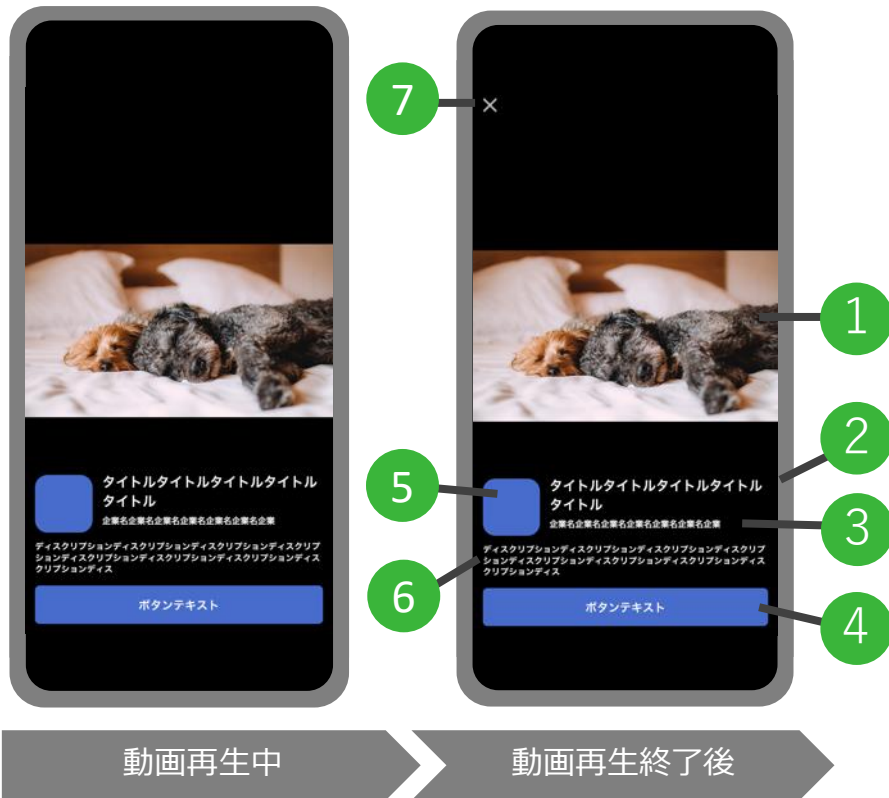 タイトルタイトルタイトルタイトル
タイトル
企業名企業名企業名企業名企業名企業名企業
ディスクリプションディスクリプションディスクリプションディスクリプ
ションディスクリプションディスクリプションディスクリプションディス
クリプションディス
ボタンテキスト
動画再生中
7
×
1
2
タイトルタイトルタイトルタイトル
タイトル
5
企業名企業名企業名企業名企業名企業名企業
3
ディスクリプションディスクリプションディスクリプションディスクリプ
ションディスクリプションディスクリプションディスクリプションディス
クリプションディス
6
ボタンテキスト
4
動画再生終了後